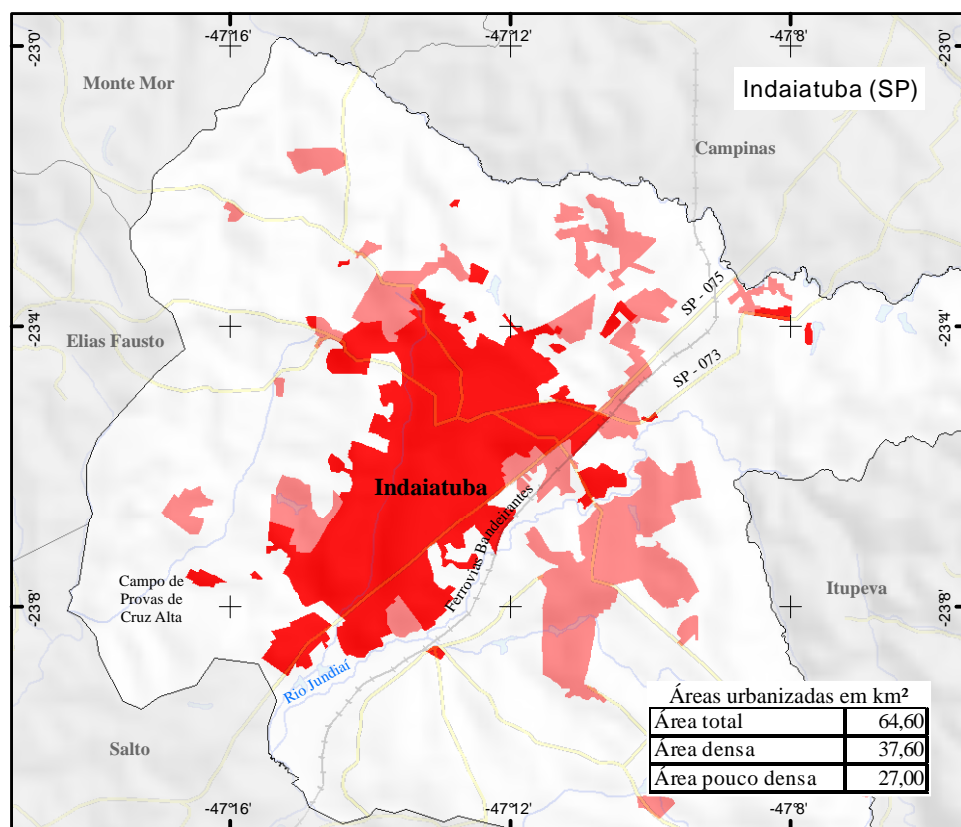 -47°16'
-47°12'
-47°8'
-23°0'
-23°0'
Monte Mor
Indaiatuba (SP)
Campinas
SP - 075
-23°4'
-23°4'
Elias Fausto
SP - 073
Indaiatuba
Ferrovias Bandeirantes
Campo de
Provas de
Cruz Alta
-23°8'
-23°8'
Itupeva
Rio Jundiaí
Salto
Áreas urbanizadas em km²
Área total 64,60
Área densa 37,60
Área pouco densa 27,00
-47°16'
-47°12'
-47°8'